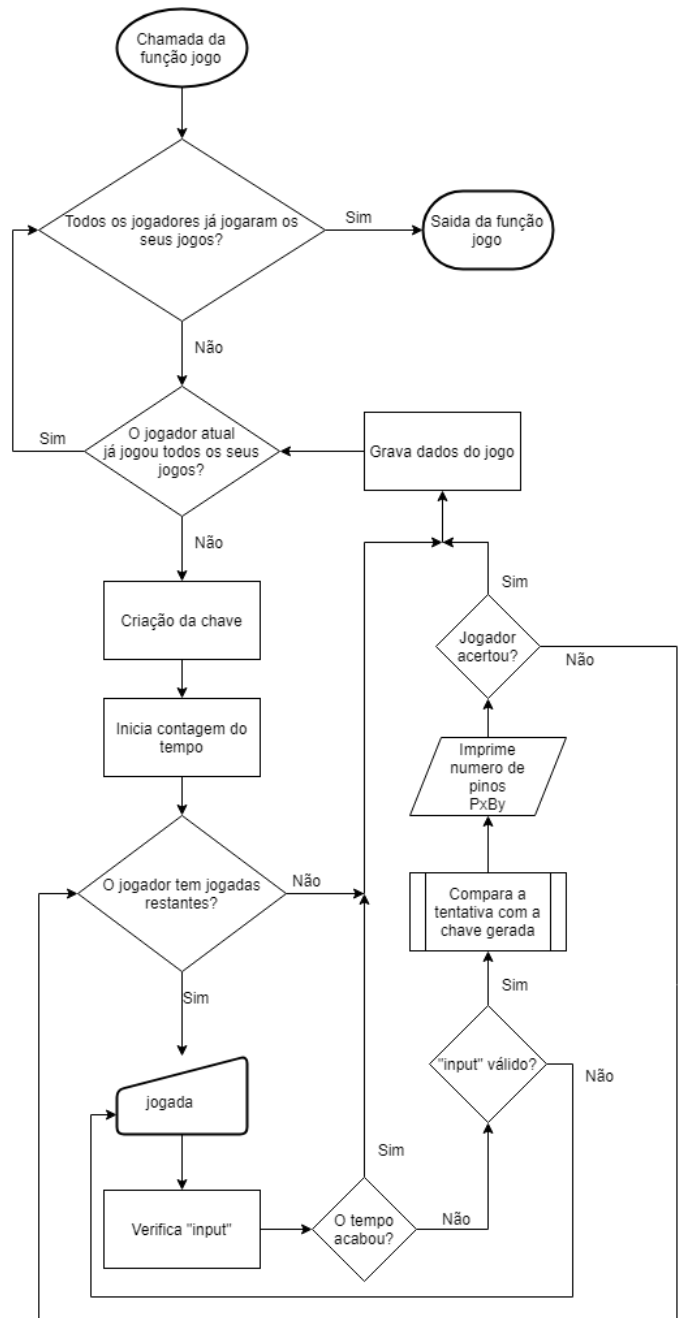 Chamada da
função jogo
Todos os jogadores já jogaram os
seus jogos?
Sim
Saida da função
jogo
Não
O jogador atual
já jogou todos os seus
jogos?
Sim
Grava dados do jogo
Não
Criação da chave
Inicia contagem do
tempo
O jogador tem jogadas
restantes?
Não
Sim
jogada
Verifica "input"
O tempo
acabou?
Sim
Não
"input" válido?
Não
Sim
Compara a
tentativa com a
chave gerada
Imprime
numero de
pinos
PxBy
Jogador
acertou?
Sim
Não